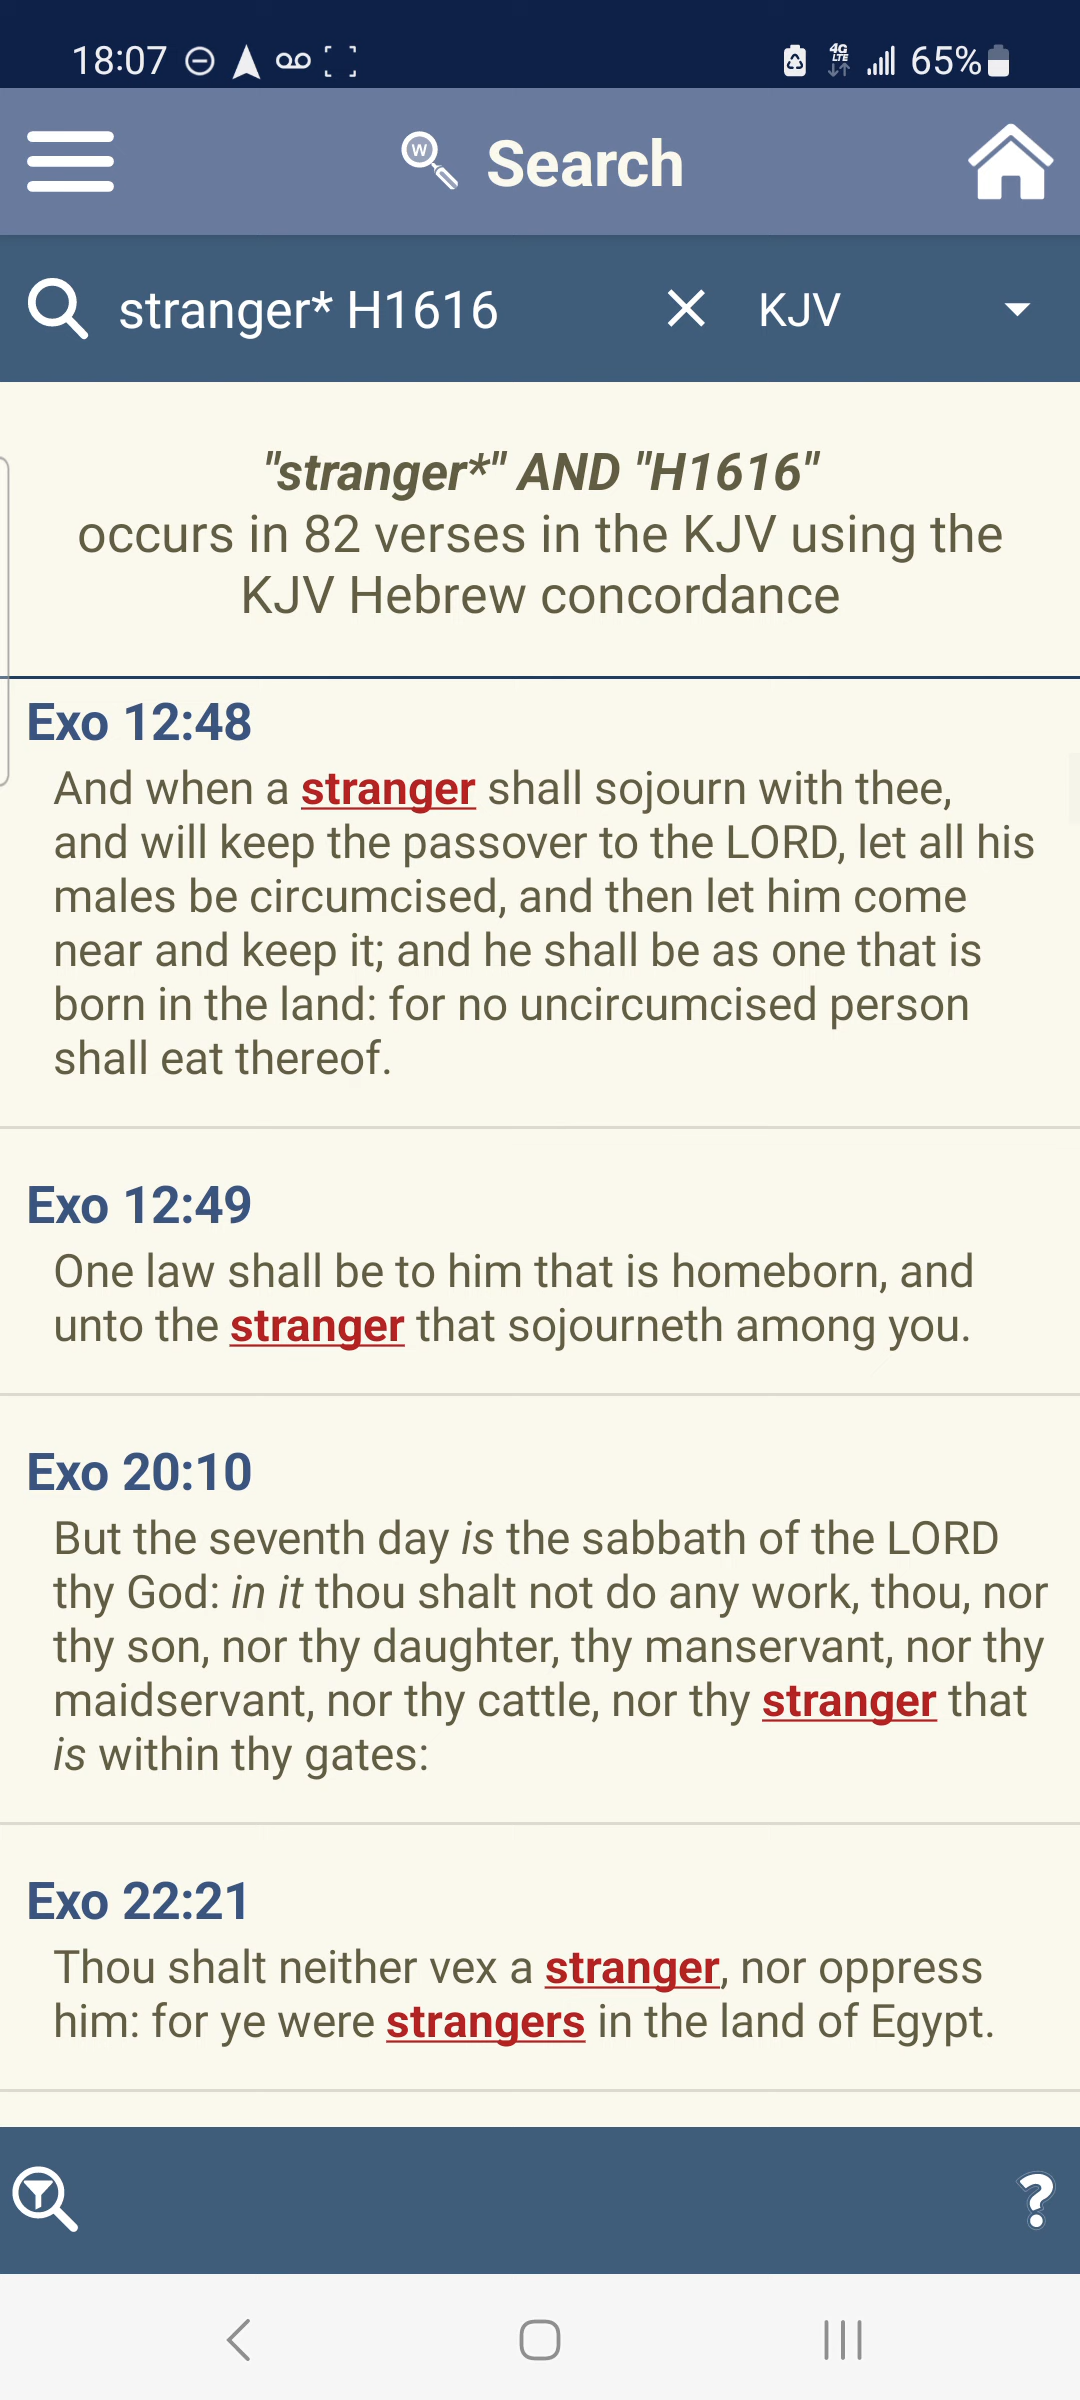 18:07 4G LTE 65%
W Search
stranger* H1616 KJV
"stranger*" AND "H1616"
occurs in 82 verses in the KJV using the
KJV Hebrew concordance
Exo 12:48
And when a stranger shall sojourn with thee,
and will keep the passover to the LORD, let all his
males be circumcised, and then let him come
near and keep it; and he shall be as one that is
born in the land: for no uncircumcised person
shall eat thereof.
Exo 12:49
One law shall be to him that is homeborn, and
unto the stranger that sojourneth among you.
Exo 20:10
But the seventh day is the sabbath of the LORD
thy God: in it thou shalt not do any work, thou, nor
thy son, nor thy daughter, thy manservant, nor thy
maidservant, nor thy cattle, nor thy stranger that
is within thy gates:
Exo 22:21
Thou shalt neither vex a stranger, nor oppress
him: for ye were strangers in the land of Egypt.
?